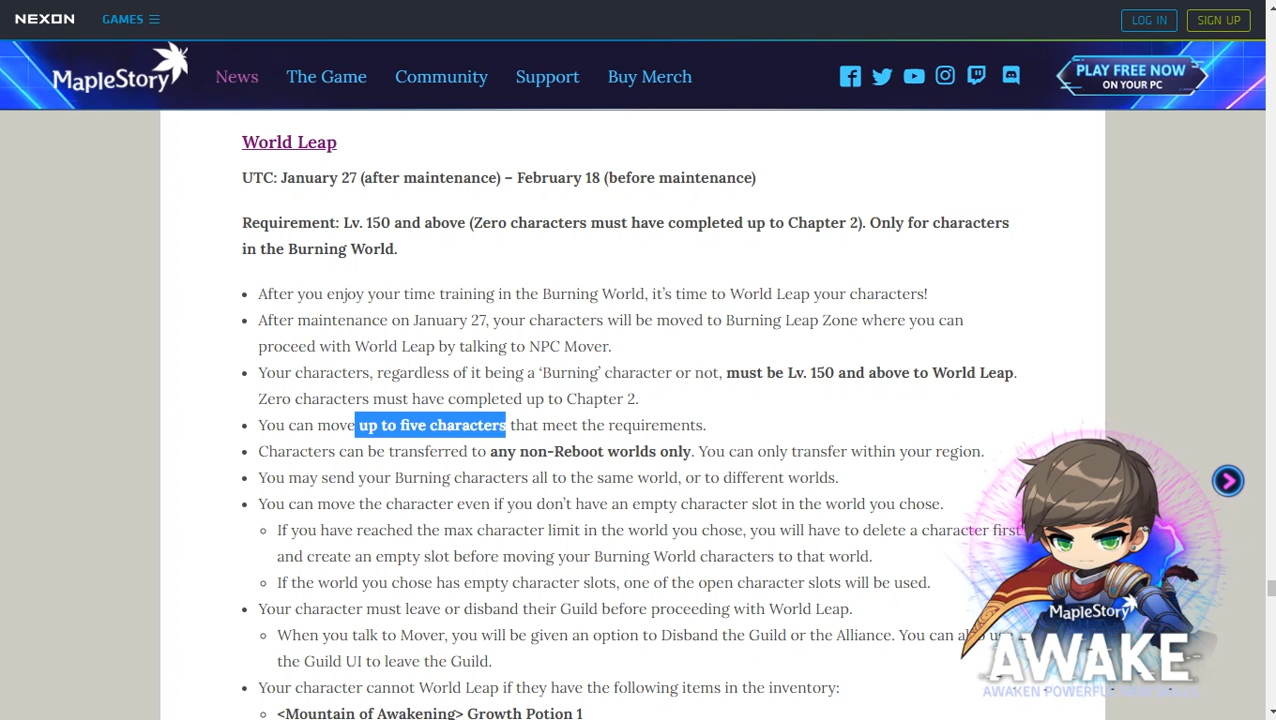 NEXON GAMES LOG IN SIGN UP
MapleStory News The Game Community Support Buy Merch PLAY FREE NOW
ON YOUR PC
World Leap
UTC: January 27 (after maintenance) – February 18 (before maintenance)
Requirement: Lv. 150 and above (Zero characters must have completed up to Chapter 2). Only for characters
in the Burning World.
• After you enjoy your time training in the Burning World, it’s time to World Leap your characters!
• After maintenance on January 27, your characters will be moved to Burning Leap Zone where you can
proceed with World Leap by talking to NPC Mover.
• Your characters, regardless of it being a ‘Burning’ character or not, must be Lv. 150 and above to World Leap.
Zero characters must have completed up to Chapter 2.
• You can move up to five characters that meet the requirements.
• Characters can be transferred to any non-Reboot worlds only. You can only transfer within your region.
• You may send your Burning characters all to the same world, or to different worlds.
• You can move the character even if you don’t have an empty character slot in the world you chose.
◦ If you have reached the max character limit in the world you chose, you will have to delete a character first
and create an empty slot before moving your Burning World characters to that world.
◦ If the world you chose has empty character slots, one of the open character slots will be used.
• Your character must leave or disband their Guild before proceeding with World Leap.
◦ When you talk to Mover, you will be given an option to Disband the Guild or the Alliance. You can
the Guild UI to leave the Guild.
• Your character cannot World Leap if they have the following items in the inventory:
◦ <Mountain of Awakening> Growth Potion 1
MapleStory
AWAKE
AWAKEN POWERFUL NEW SKILLS